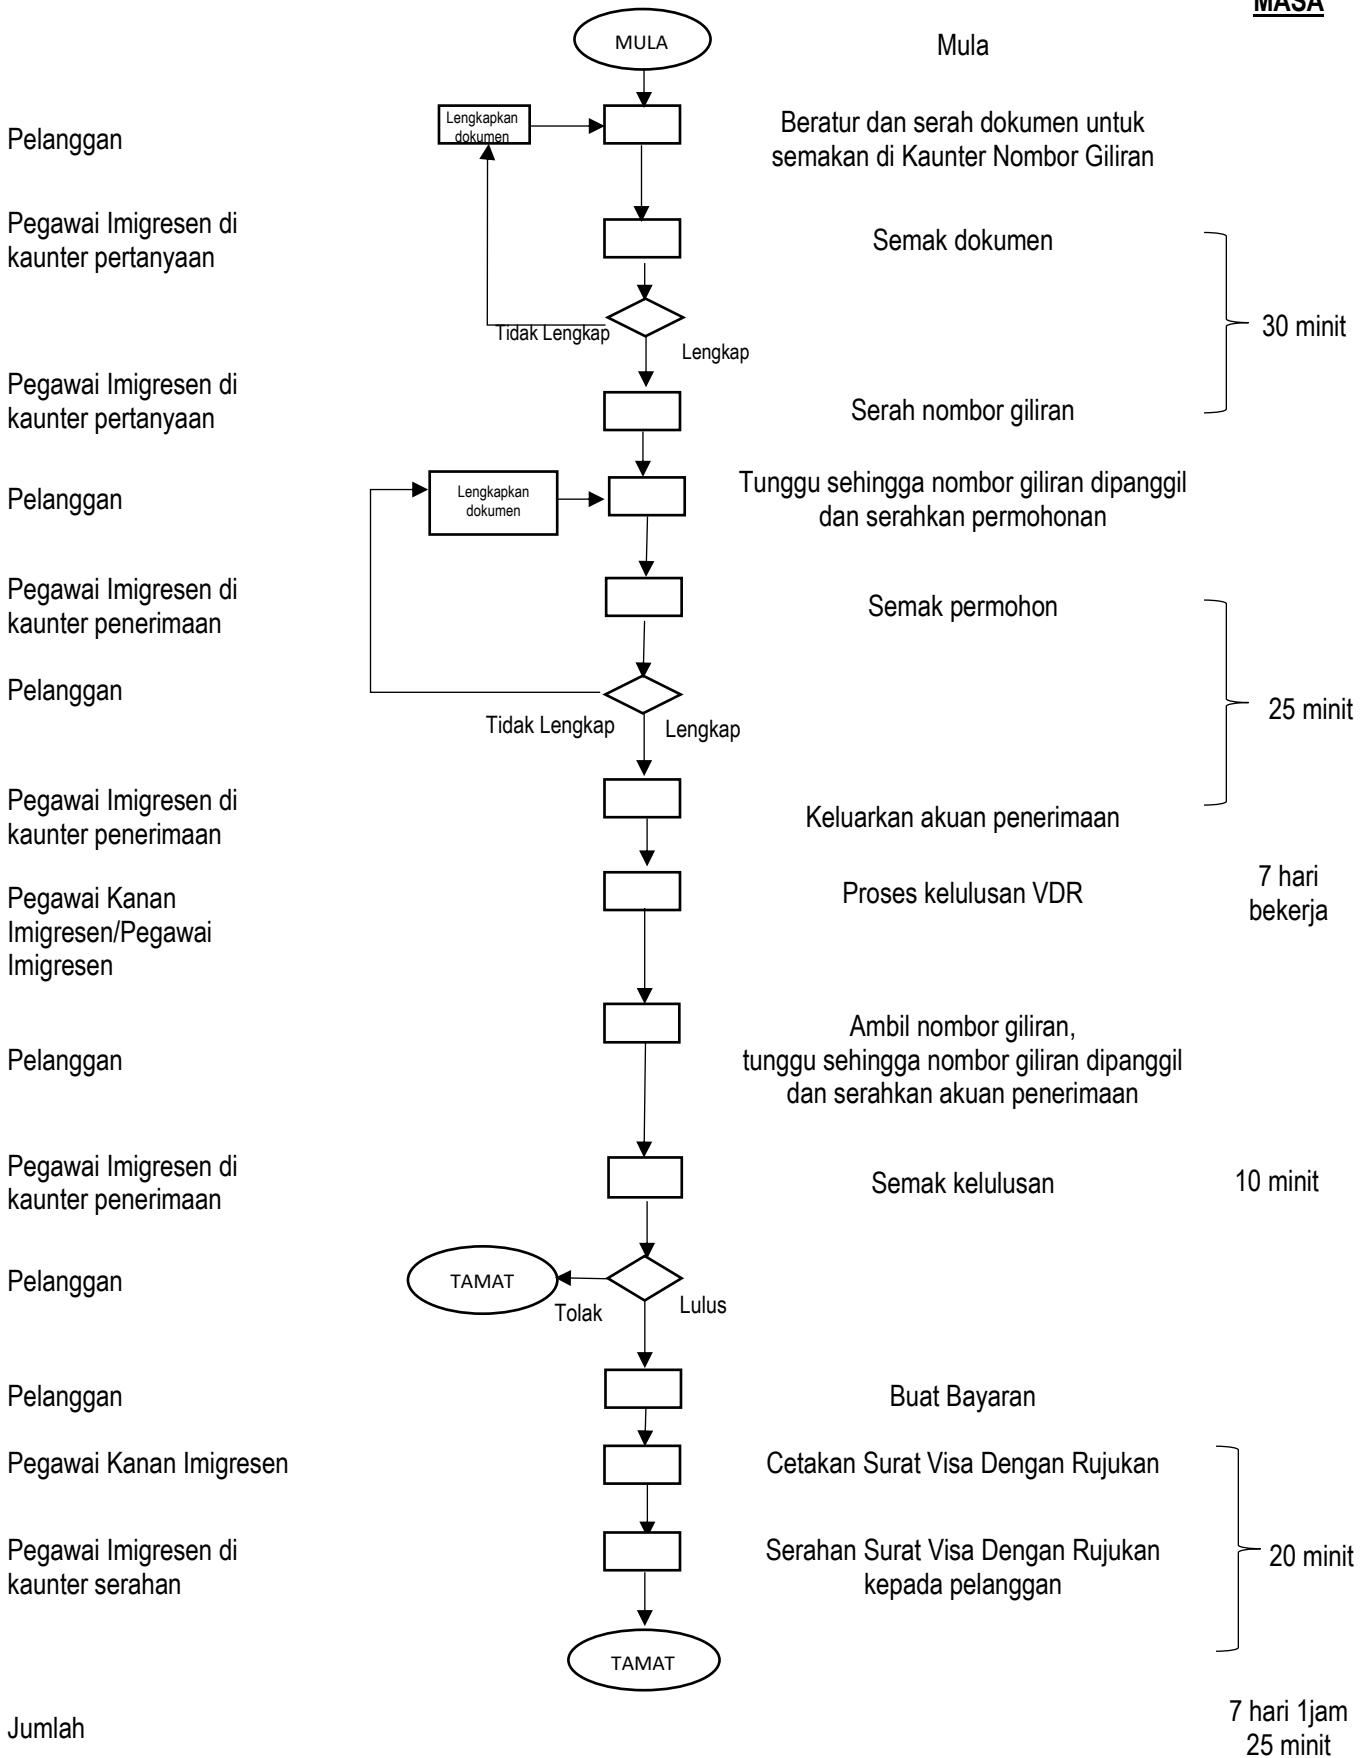 MASA
MULA
Mula
Pelanggan
Lengkapkan
dokumen
Beratur dan serah dokumen untuk
semakan di Kaunter Nombor Giliran
Pegawai Imigresen di
kaunter pertanyaan
Semak dokumen
30 minit
Tidak Lengkap
Lengkap
Pegawai Imigresen di
kaunter pertanyaan
Serah nombor giliran
Pelanggan
Lengkapkan
dokumen
Tunggu sehingga nombor giliran dipanggil
dan serahkan permohonan
Pegawai Imigresen di
kaunter penerimaan
Semak permohon
Pelanggan
25 minit
Tidak Lengkap
Lengkap
Pegawai Imigresen di
kaunter penerimaan
Keluarkan akuan penerimaan
Pegawai Kanan
Imigresen/Pegawai
Imigresen
Proses kelulusan VDR
7 hari
bekerja
Pelanggan
Ambil nombor giliran,
tunggu sehingga nombor giliran dipanggil
dan serahkan akuan penerimaan
Pegawai Imigresen di
kaunter penerimaan
Semak kelulusan
10 minit
Pelanggan
TAMAT
Tolak
Lulus
Pelanggan
Buat Bayaran
Pegawai Kanan Imigresen
Cetakan Surat Visa Dengan Rujukan
Pegawai Imigresen di
kaunter serahan
Serahan Surat Visa Dengan Rujukan
kepada pelanggan
20 minit
TAMAT
Jumlah
7 hari 1jam
25 minit